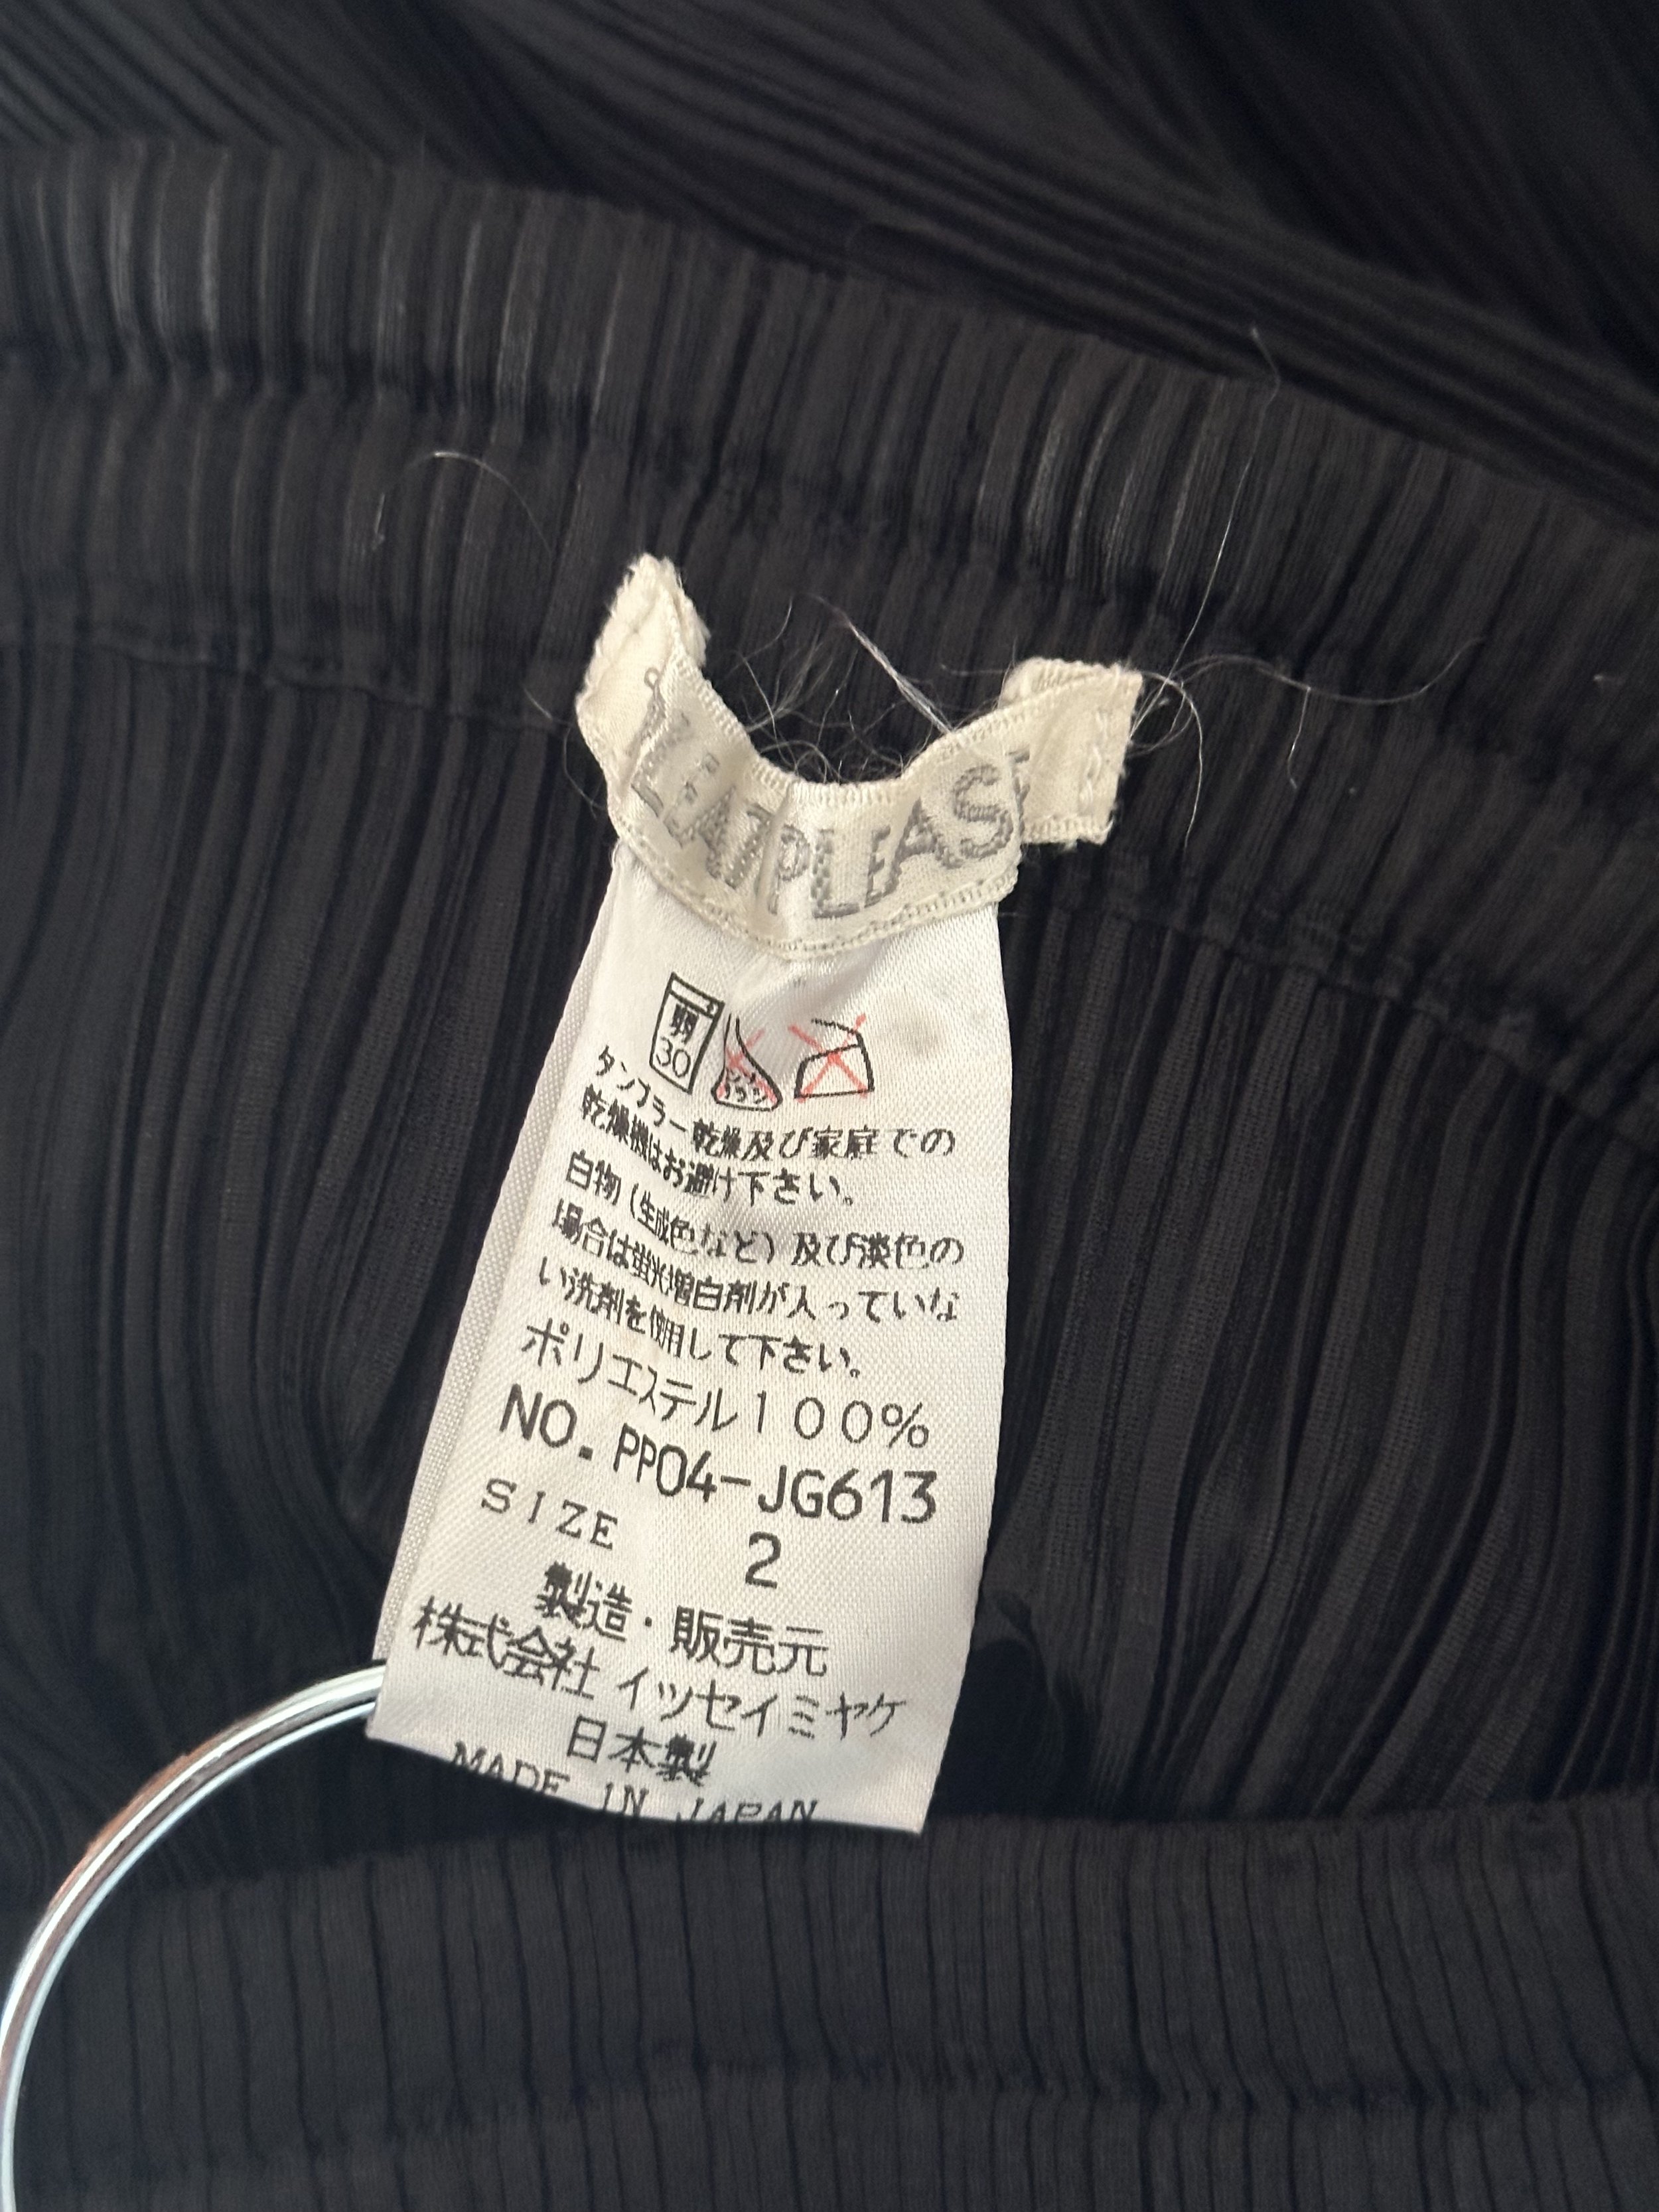 PLEATS PLEASE
弱
30
タンブラー乾燥及び家庭での
乾燥機はお避け下さい。
白物(生成色など)及び淡色の
場合は蛍光増白剤が入っていな
い洗剤を使用して下さい。
ポリエステル100%
NO. PP04-JG613
SIZE 2
製造・販売元
株式会社イッセイミヤケ
日本製
MADE IN JAPAN